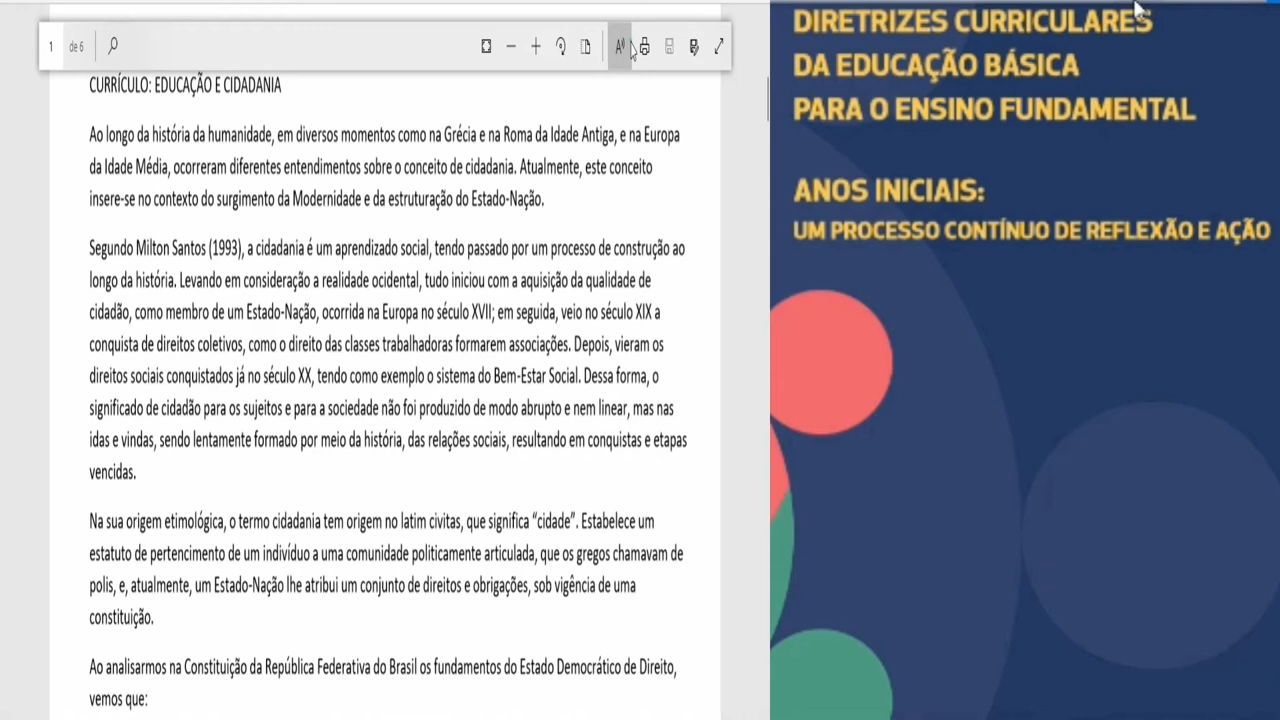 1 de 6
CURRÍCULO: EDUCAÇÃO E CIDADANIA
Ao longo da história da humanidade, em diversos momentos como na Grécia e na Roma da Idade Antiga, e na Europa
da Idade Média, ocorreram diferentes entendimentos sobre o conceito de cidadania. Atualmente, este conceito
insere-se no contexto do surgimento da Modernidade e da estruturação do Estado-Nação.
Segundo Milton Santos (1993), a cidadania é um aprendizado social, tendo passado por um processo de construção ao
longo da história. Levando em consideração a realidade ocidental, tudo iniciou com a aquisição da qualidade de
cidadão, como membro de um Estado-Nação, ocorrida na Europa no século XVII; em seguida, veio no século XIX a
conquista de direitos coletivos, como o direito das classes trabalhadoras formarem associações. Depois, vieram os
direitos sociais conquistados já no século XX, tendo como exemplo o sistema do Bem-Estar Social. Dessa forma, o
significado de cidadão para os sujeitos e para a sociedade não foi produzido de modo abrupto e nem linear, mas nas
idas e vindas, sendo lentamente formado por meio da história, das relações sociais, resultando em conquistas e etapas
vencidas.
Na sua origem etimológica, o termo cidadania tem origem no latim civitas, que significa “cidade”. Estabelece um
estatuto de pertencimento de um indivíduo a uma comunidade politicamente articulada, que os gregos chamavam de
polis, e, atualmente, um Estado-Nação lhe atribui um conjunto de direitos e obrigações, sob vigência de uma
constituição.
Ao analisarmos na Constituição da República Federativa do Brasil os fundamentos do Estado Democrático de Direito,
vemos que:
DIRETRIZES CURRICULARES
DA EDUCAÇÃO BÁSICA
PARA O ENSINO FUNDAMENTAL
ANOS INICIAIS:
UM PROCESSO CONTÍNUO DE REFLEXÃO E AÇÃO